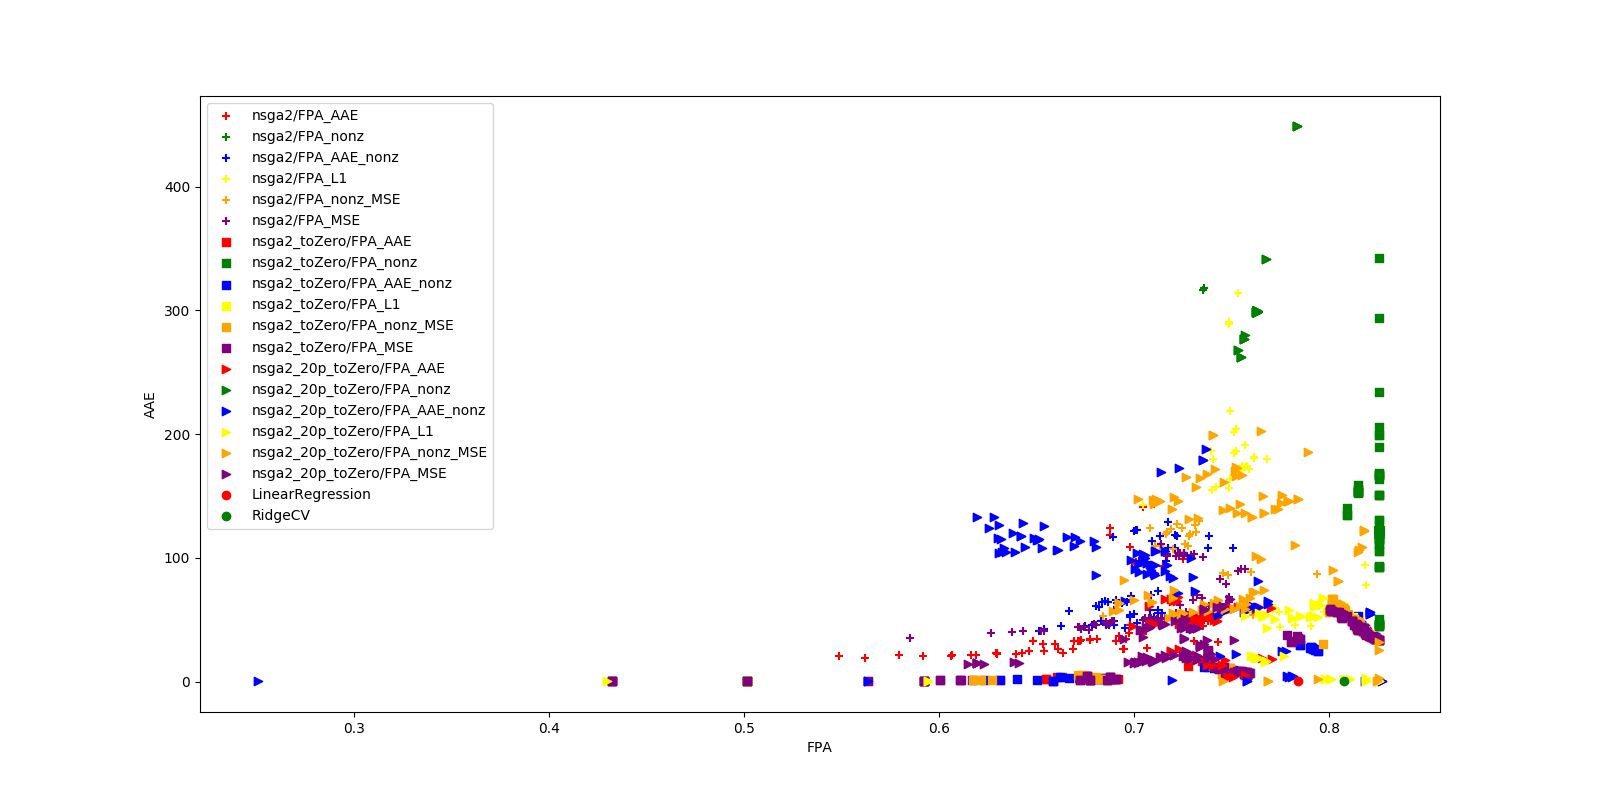 nsga2/FPA_AAE
nsga2/FPA_nonz
nsga2/FPA_AAE_nonz
nsga2/FPA_L1
nsga2/FPA_nonz_MSE
nsga2/FPA_MSE
nsga2_toZero/FPA_AAE
nsga2_toZero/FPA_nonz
nsga2_toZero/FPA_AAE_nonz
nsga2_toZero/FPA_L1
nsga2_toZero/FPA_nonz_MSE
nsga2_toZero/FPA_MSE
nsga2_20p_toZero/FPA_AAE
nsga2_20p_toZero/FPA_nonz
nsga2_20p_toZero/FPA_AAE_nonz
nsga2_20p_toZero/FPA_L1
nsga2_20p_toZero/FPA_nonz_MSE
nsga2_20p_toZero/FPA_MSE
LinearRegression
RidgeCV
AAE
400
300
200
100
0
0.3 0.4 0.5 0.6 0.7 0.8
FPA